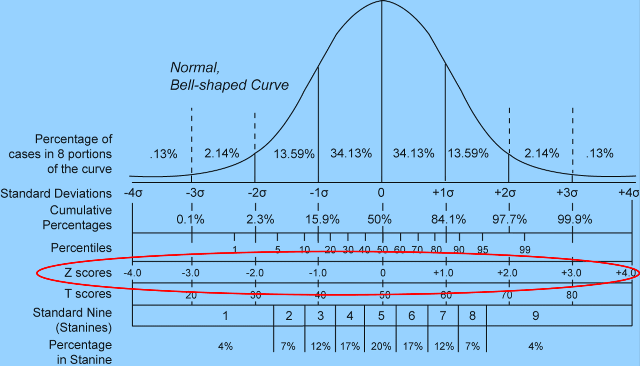 Normal,
Bell-shaped Curve
Percentage of
cases in 8 portions
of the curve
.13% 2.14% 13.59% 34.13% 34.13% 13.59% 2.14% .13%
Standard Deviations -4σ -3σ -2σ -1σ 0 +1σ +2σ +3σ +4σ
Cumulative
Percentages
0.1% 2.3% 15.9% 50% 84.1% 97.7% 99.9%
Percentiles 1 5 10 20 30 40 50 60 70 80 90 95 99
Z scores -4.0 -3.0 -2.0 -1.0 0 +1.0 +2.0 +3.0 +4.0
T scores 20 30 40 50 60 70 80
Standard Nine
(Stanines)
1 2 3 4 5 6 7 8 9
Percentage
in Stanine
4% 7% 12% 17% 20% 17% 12% 7% 4%